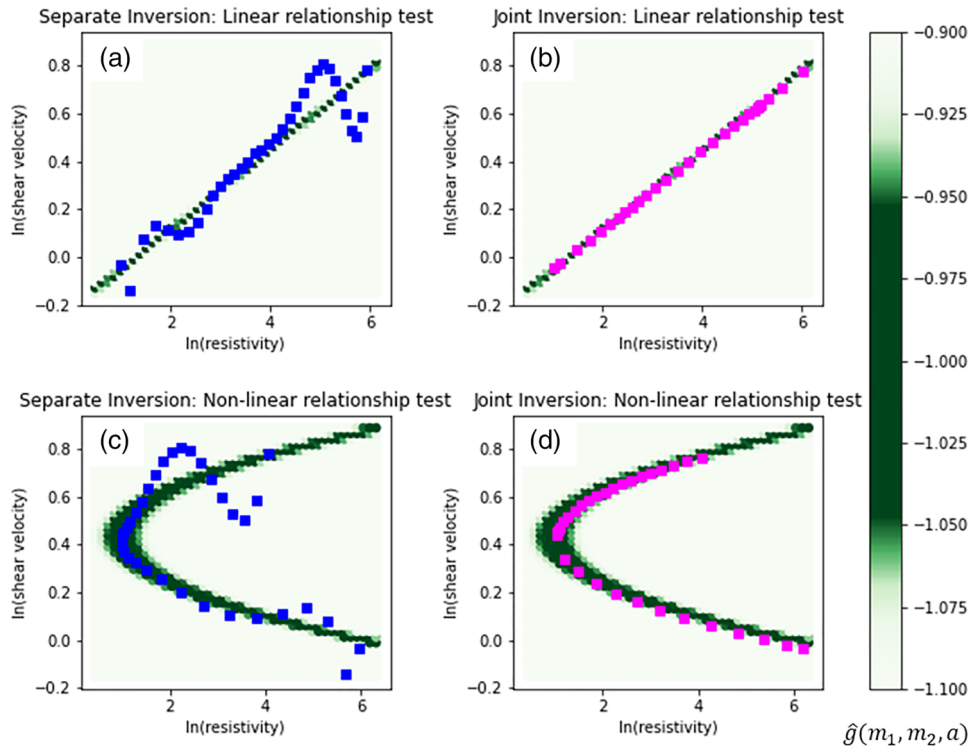 Separate Inversion: Linear relationship test
Joint Inversion: Linear relationship test
(a)
(b)
0.8
0.6
0.4
0.2
0.0
−0.2
ln(shear velocity)
2
4
6
ln(resistivity)
0.8
0.6
0.4
0.2
0.0
−0.2
ln(shear velocity)
2
4
6
ln(resistivity)
Separate Inversion: Non-linear relationship test
Joint Inversion: Non-linear relationship test
(c)
(d)
0.8
0.6
0.4
0.2
0.0
−0.2
ln(shear velocity)
2
4
6
ln(resistivity)
0.8
0.6
0.4
0.2
0.0
−0.2
ln(shear velocity)
2
4
6
ln(resistivity)
−0.900
−0.925
−0.950
−0.975
−1.000
−1.025
−1.050
−1.075
−1.100
ĝ(m₁, m₂, a)